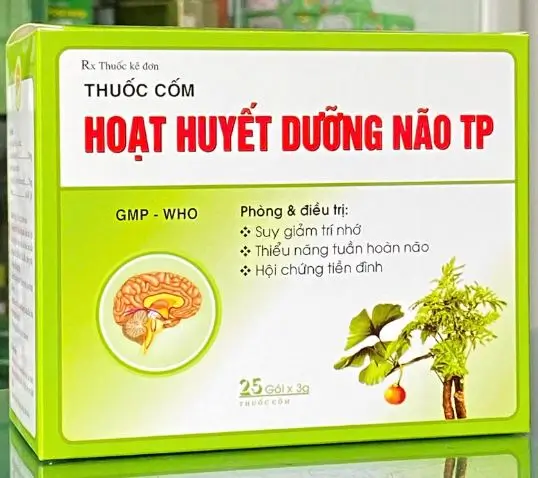 Rx Thuốc kê đơn
THUỐC CỐM
HOẠT HUYẾT DƯỠNG NÃO TP
GMP - WHO
Phòng & điều trị:
❖ Suy giảm trí nhớ
❖ Thiểu năng tuần hoàn não
❖ Hội chứng tiền đình
25 Gói x 3g
THUỐC CỐM